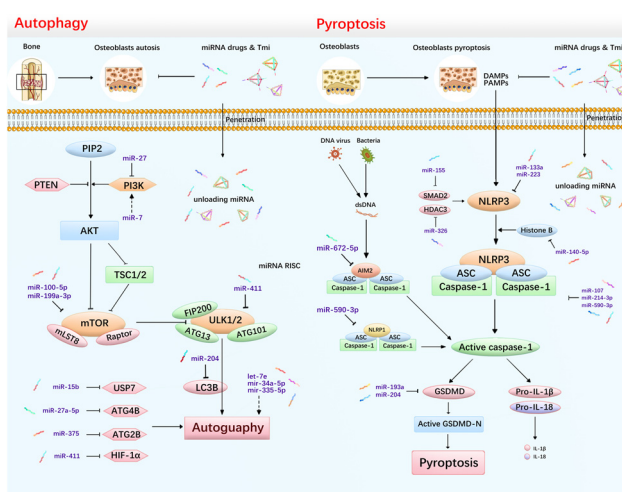 Autophagy
Bone
Osteoblasts autosis
miRNA drugs & Tmi
Penetration
PIP2
miR-27
PTEN
PI3K
unloading miRNA
miR-7
AKT
TSC1/2
miRNA RISC
miR-100-5p
miR-199a-3p
miR-411
FIP200
mTOR
ULK1/2
mLST8
Raptor
ATG13
ATG101
miR-204
LC3B
let-7e
mir-34a-5p
mir-335-5p
miR-15b
USP7
miR-27a-5p
ATG4B
miR-375
ATG2B
miR-411
HIF-1α
Autoguaphy
Pyroptosis
Osteoblasts
Osteoblasts pyroptosis
miRNA drugs & Tmi
DAMPs
PAMPs
Penetration
DNA virus
Bacteria
miR-155
miR-133a
miR-223
SMAD2
HDAC3
NLRP3
unloading miRNA
dsDNA
miR-326
Histone B
miR-672-5p
miR-140-5p
AIM2
ASC
ASC
Caspase-1
Caspase-1
NLRP3
ASC
ASC
Caspase-1
Caspase-1
miR-107
miR-214-3p
miR-590-3p
miR-590-3p
NLRP1
ASC
ASC
Caspase-1
Caspase-1
Active caspase-1
miR-193a
miR-204
GSDMD
Pro-IL-1β
Pro-IL-18
Active GSDMD-N
Pyroptosis
IL-1β
IL-18